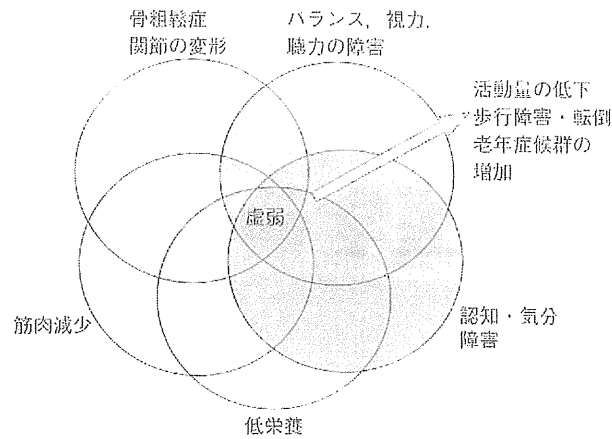 骨粗鬆症
関節の変形
バランス，視力，
聴力の障害
活動量の低下
歩行障害・転倒
老年症候群の
増加
虚弱
筋肉減少
認知・気分
障害
低栄養